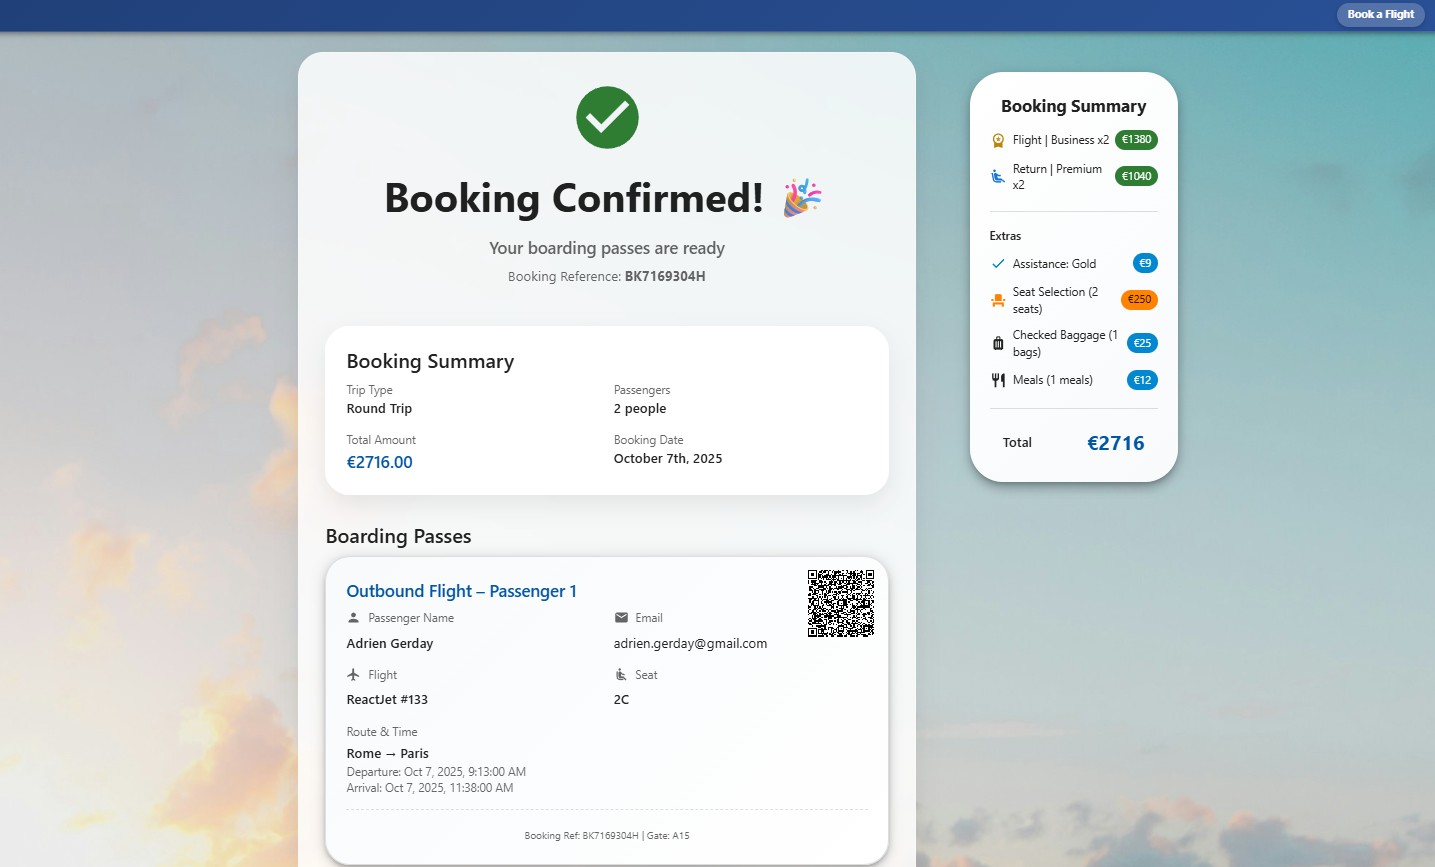 Book a Flight
Booking Confirmed! 🎉
Your boarding passes are ready
Booking Reference: BK7169304H
Booking Summary
Trip Type
Round Trip
Passengers
2 people
Total Amount
€2716.00
Booking Date
October 7th, 2025
Boarding Passes
Outbound Flight – Passenger 1
Passenger Name
Adrien Gerday
Email
adrien.gerday@gmail.com
Flight
ReactJet #133
Seat
2C
Route & Time
Rome → Paris
Departure: Oct 7, 2025, 9:13:00 AM
Arrival: Oct 7, 2025, 11:38:00 AM
Booking Ref: BK7169304H | Gate: A15
Booking Summary
Flight | Business x2 €1380
Return | Premium
x2
€1040
Extras
Assistance: Gold €9
Seat Selection (2
seats)
€250
Checked Baggage (1
bags)
€25
Meals (1 meals) €12
Total €2716